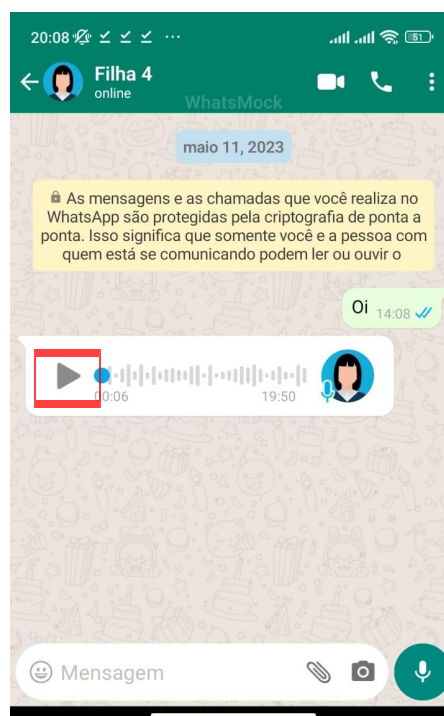 20:08 ... 51
Filha 4
online
WhatsMock
maio 11, 2023
As mensagens e as chamadas que você realiza no
WhatsApp são protegidas pela criptografia de ponta a
ponta. Isso significa que somente você e a pessoa com
quem está se comunicando podem ler ou ouvir o
Oi 14:08
00:06 19:50
Mensagem